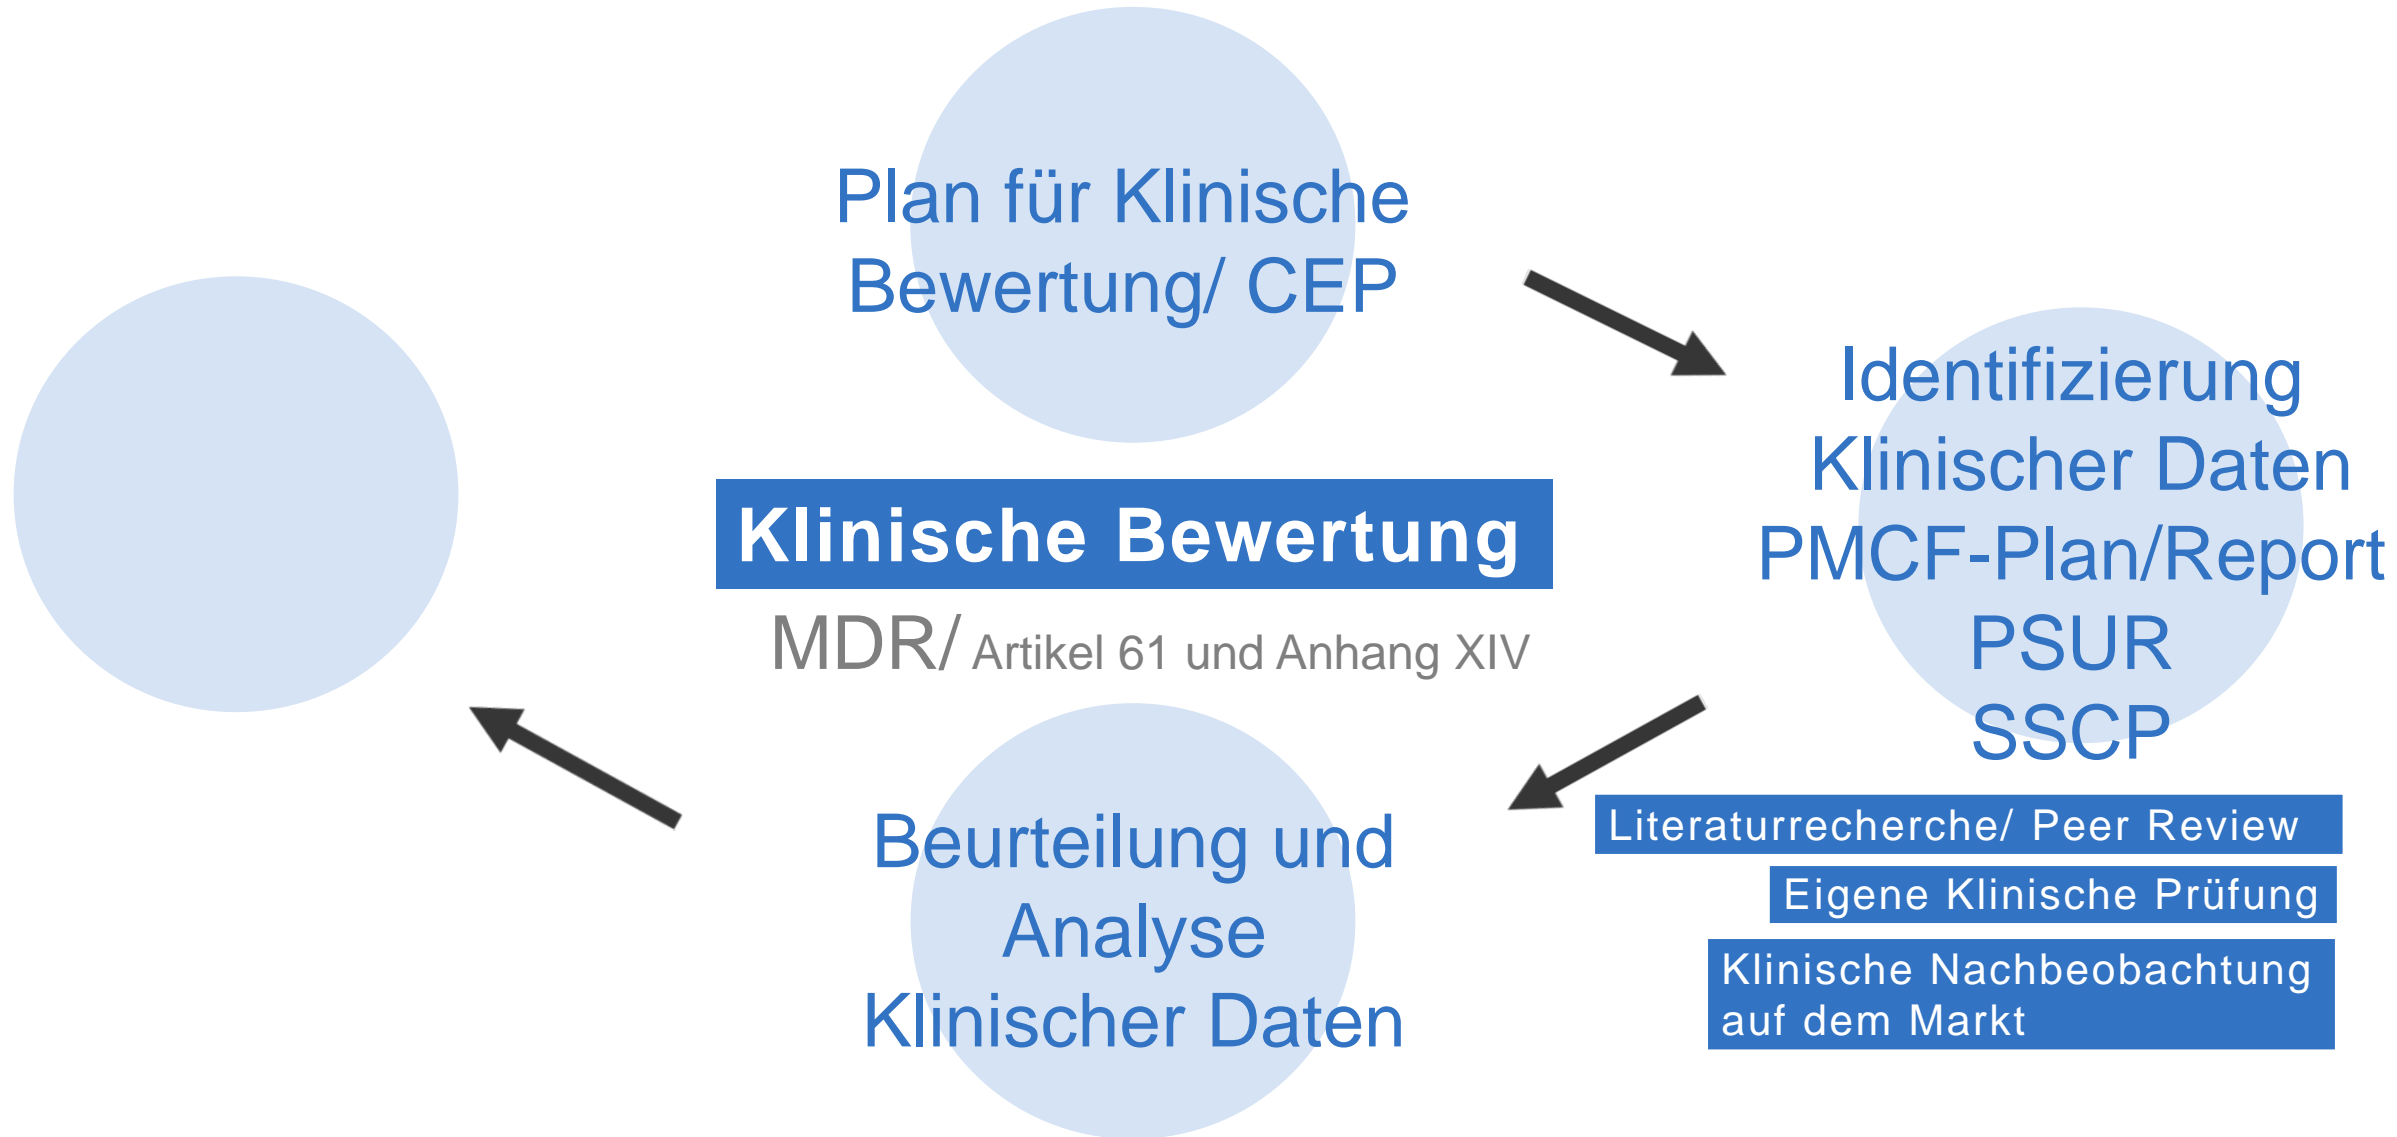 Plan für Klinische
Bewertung/ CEP
Identifizierung
Klinischer Daten
PMCF-Plan/Report
PSUR
SSCP
Klinische Bewertung
MDR/ Artikel 61 und Anhang XIV
Literaturrecherche/ Peer Review
Eigene Klinische Prüfung
Klinische Nachbeobachtung
auf dem Markt
Beurteilung und
Analyse
Klinischer Daten